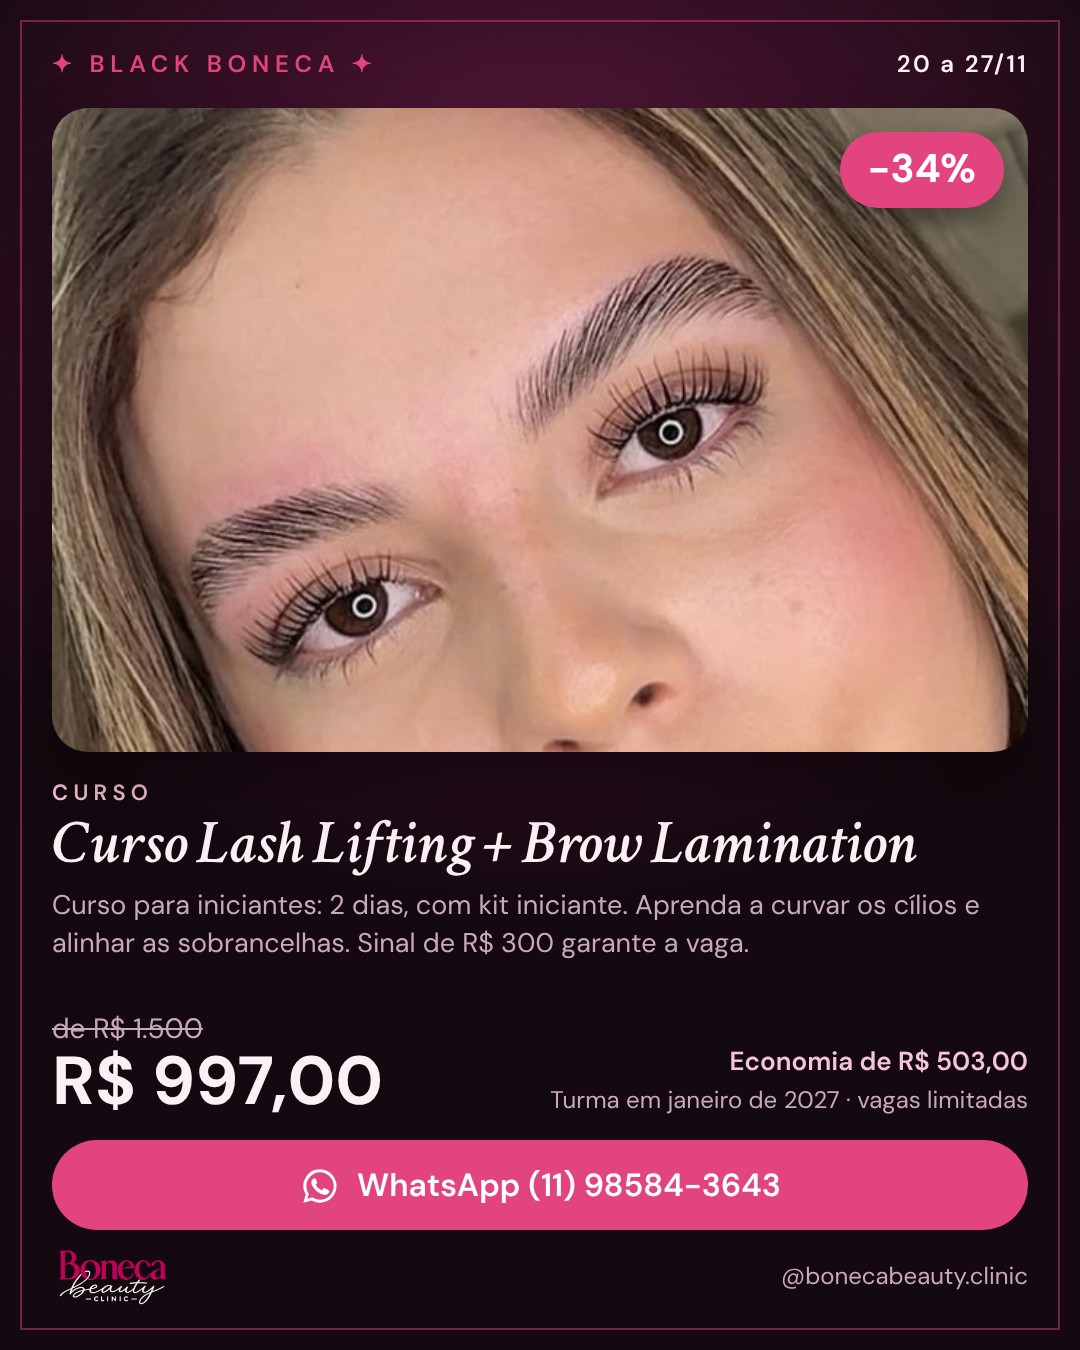 ✦ BLACK BONECA ✦
20 a 27/11
-34%
CURSO
Curso Lash Lifting + Brow Lamination
Curso para iniciantes: 2 dias, com kit iniciante. Aprenda a curvar os cílios e
alinhar as sobrancelhas. Sinal de R$ 300 garante a vaga.
de R$ 1.500
R$ 997,00
Economia de R$ 503,00
Turma em janeiro de 2027 · vagas limitadas
WhatsApp (11) 98584-3643
Boneca
beauty
CLINIC
@bonecabeauty.clinic